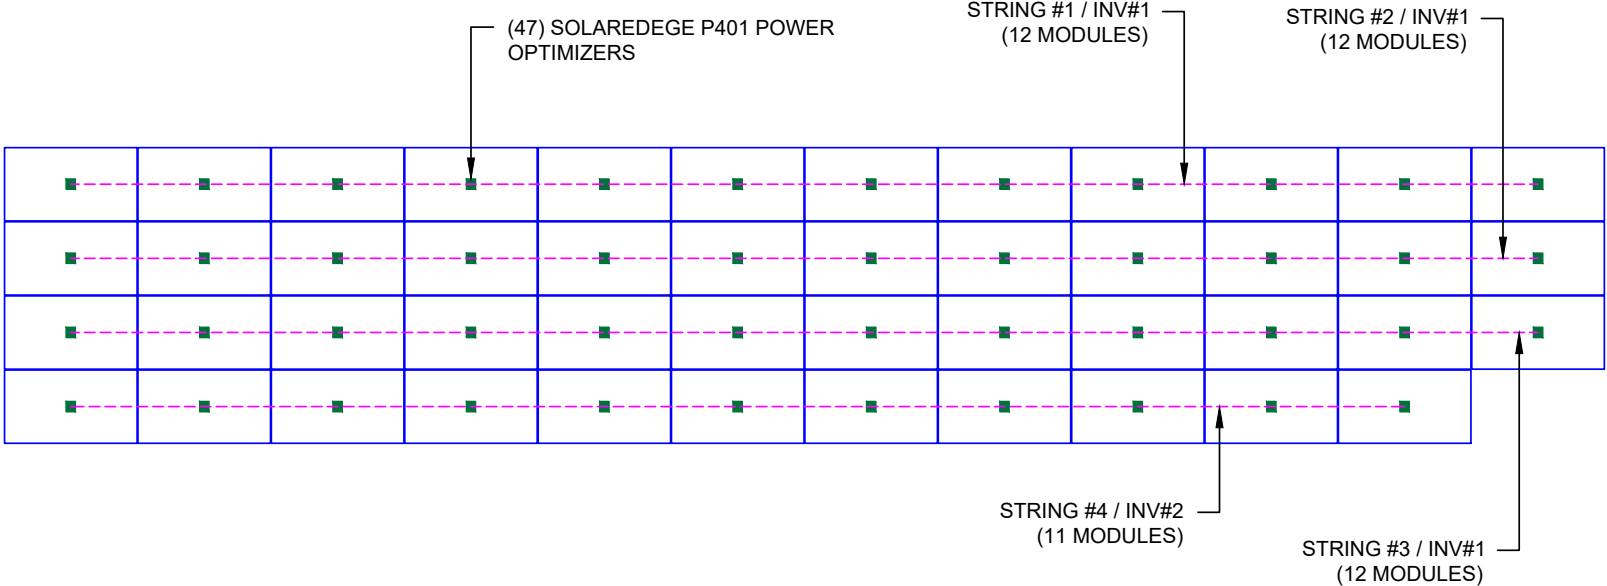 (47) SOLAREDEGE P401 POWER
OPTIMIZERS
STRING #1 / INV#1
(12 MODULES)
STRING #2 / INV#1
(12 MODULES)
STRING #4 / INV#2
(11 MODULES)
STRING #3 / INV#1
(12 MODULES)